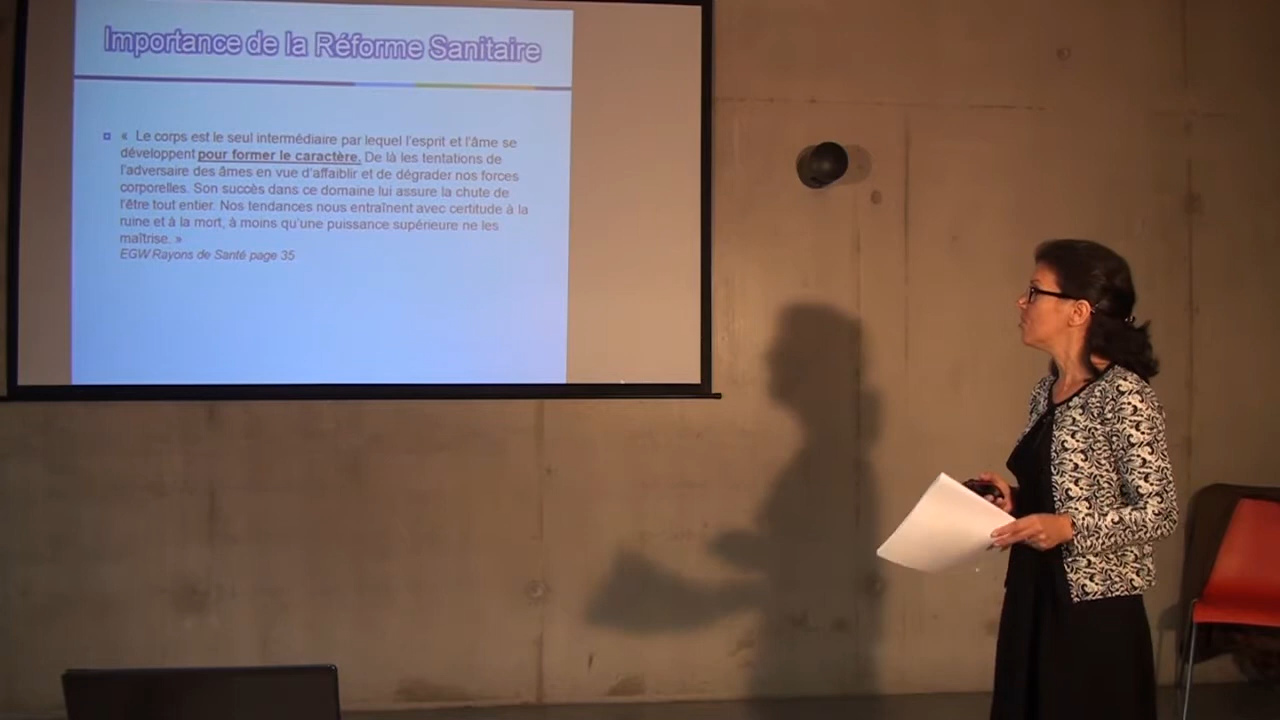 Importance de la Réforme Sanitaire
« Le corps est le seul intermédiaire par lequel l'esprit et l'âme se
développent pour former le caractère. De là les tentations de
l'adversaire des âmes en vue d'affaiblir et de dégrader nos forces
corporelles. Son succès dans ce domaine lui assure la chute de
l'être tout entier. Nos tendances nous entraînent avec certitude à la
ruine et à la mort, à moins qu'une puissance supérieure ne les
maîtrise. »
EGW Rayons de Santé page 35